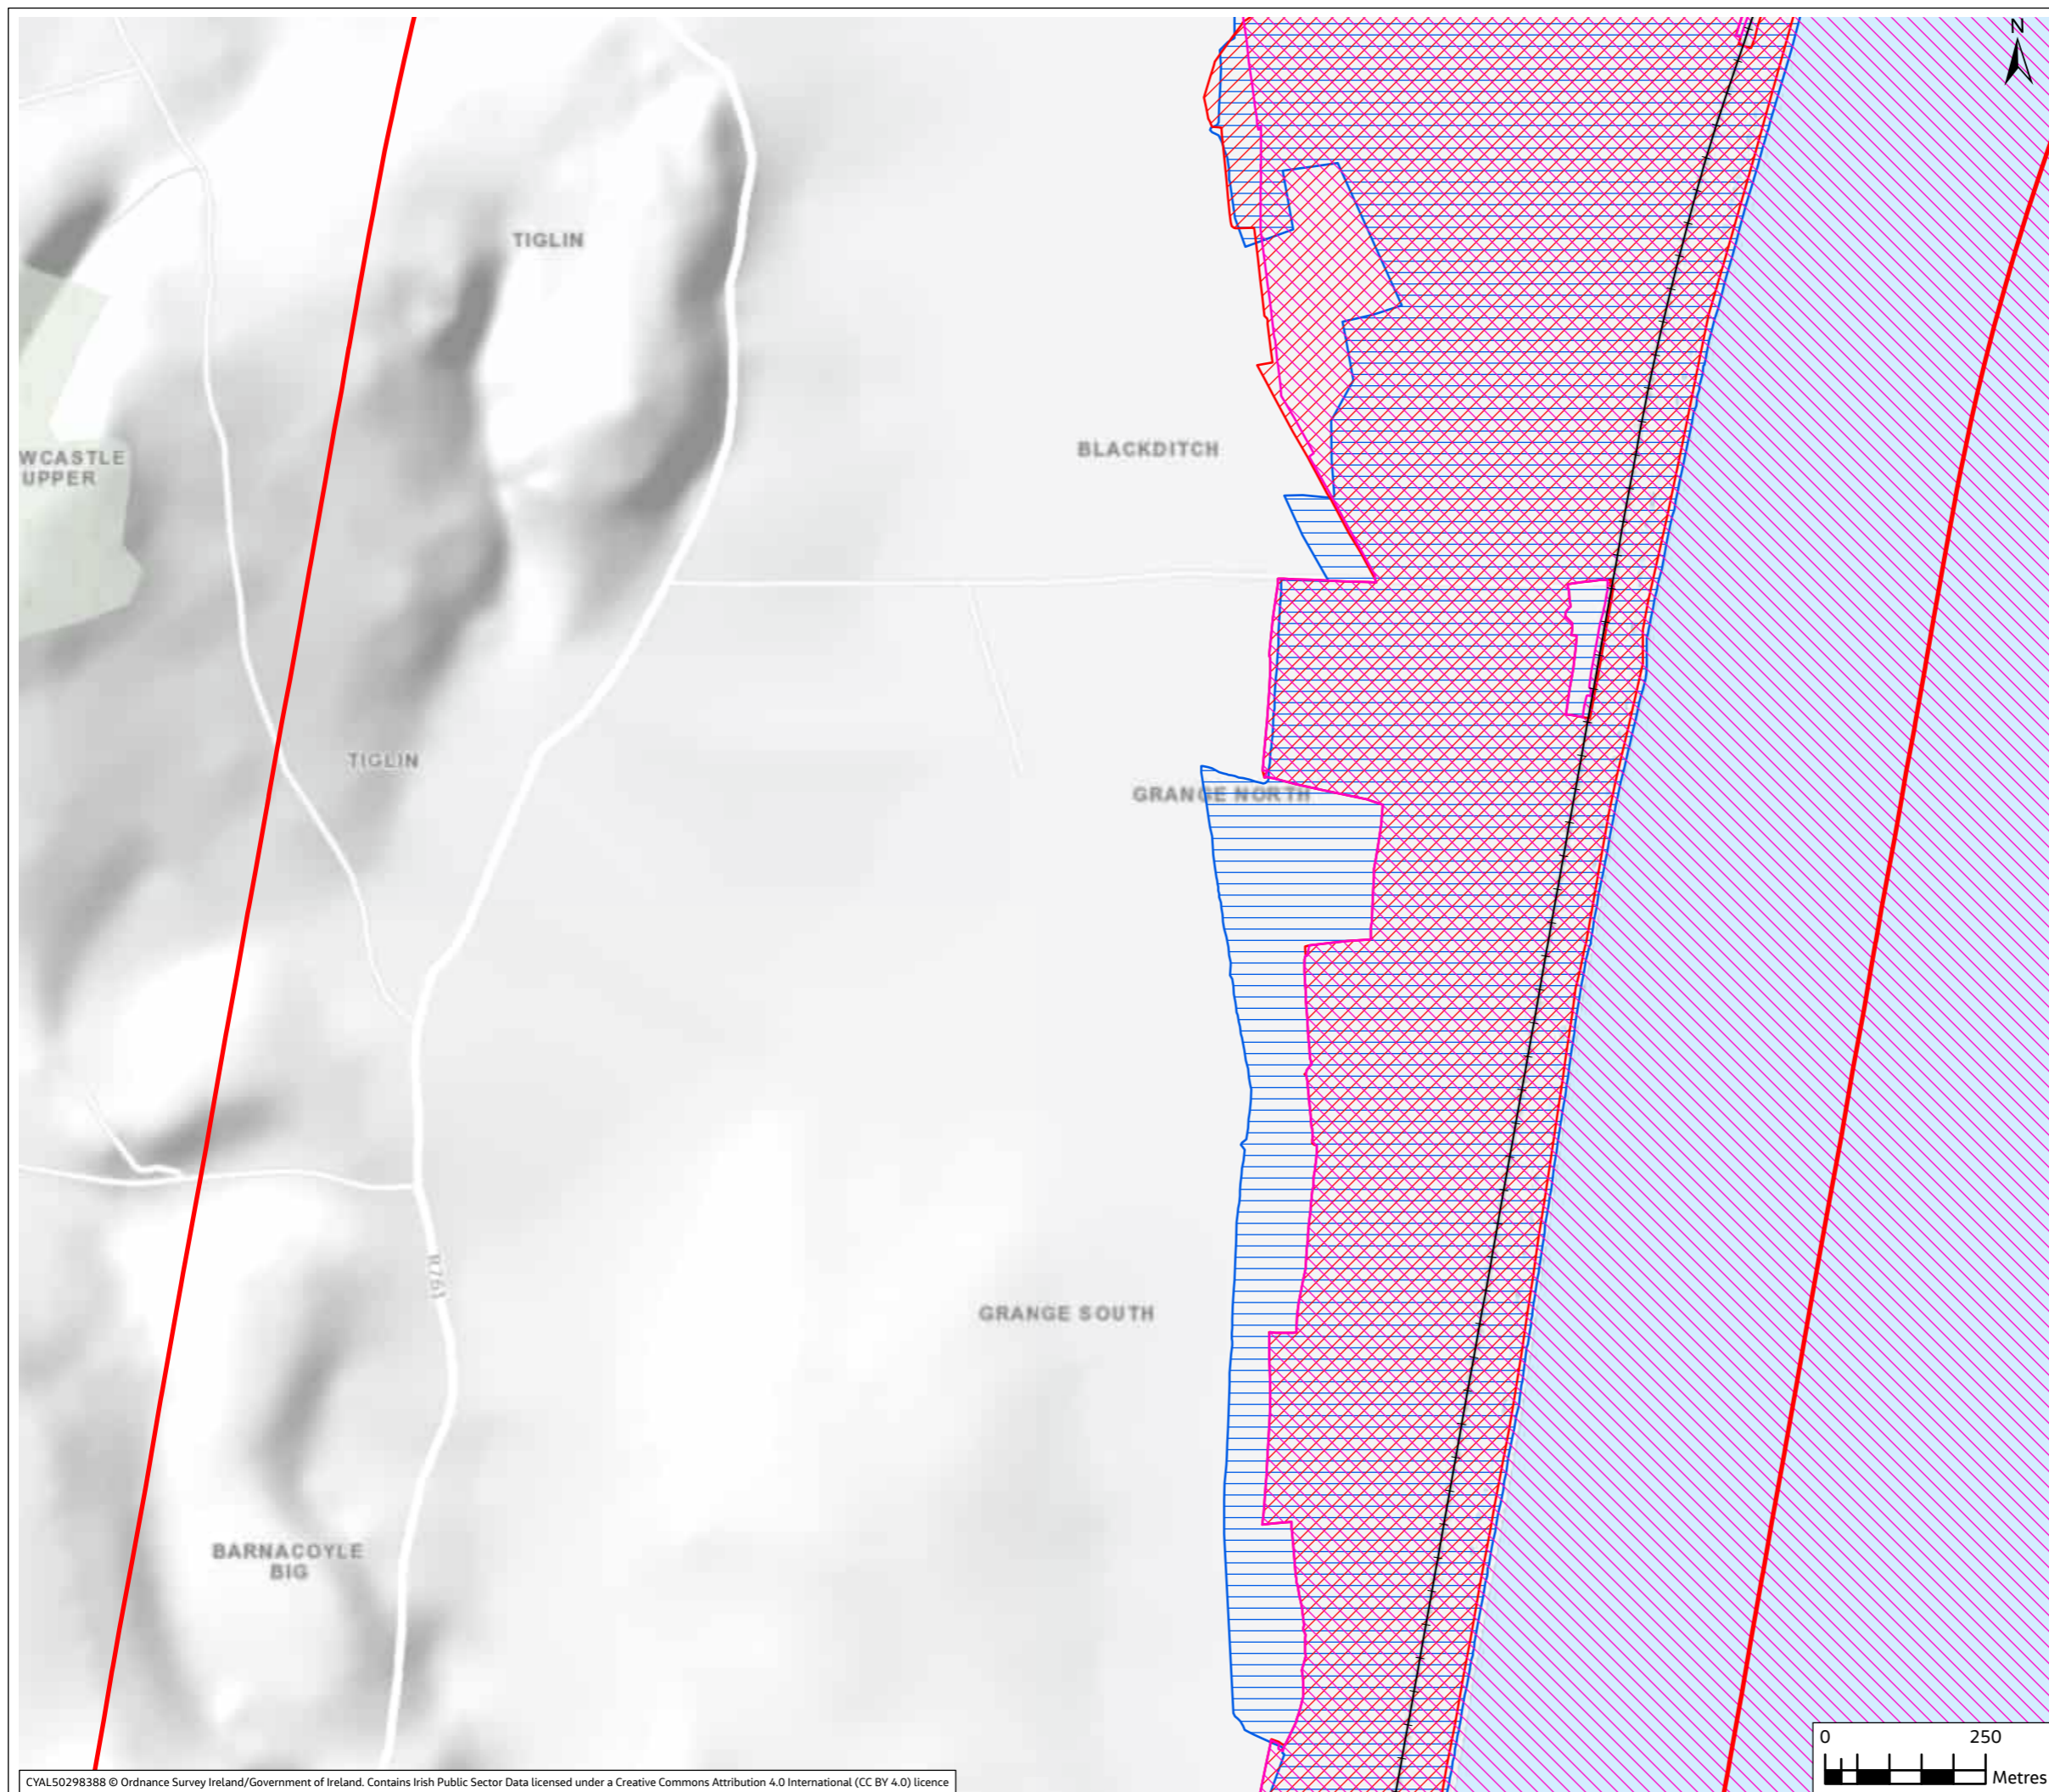 N
TIGLIN
BLACKDITCH
WCASTLE
UPPER
TIGLIN
GRANGE NORTH
R761
GRANGE SOUTH
BARNACOYLE
BIG
0 250
Metres
CYAL50298388 © Ordnance Survey Ireland/Government of Ireland. Contains Irish Public Sector Data licensed under a Creative Commons Attribution 4.0 International (CC BY 4.0) licence